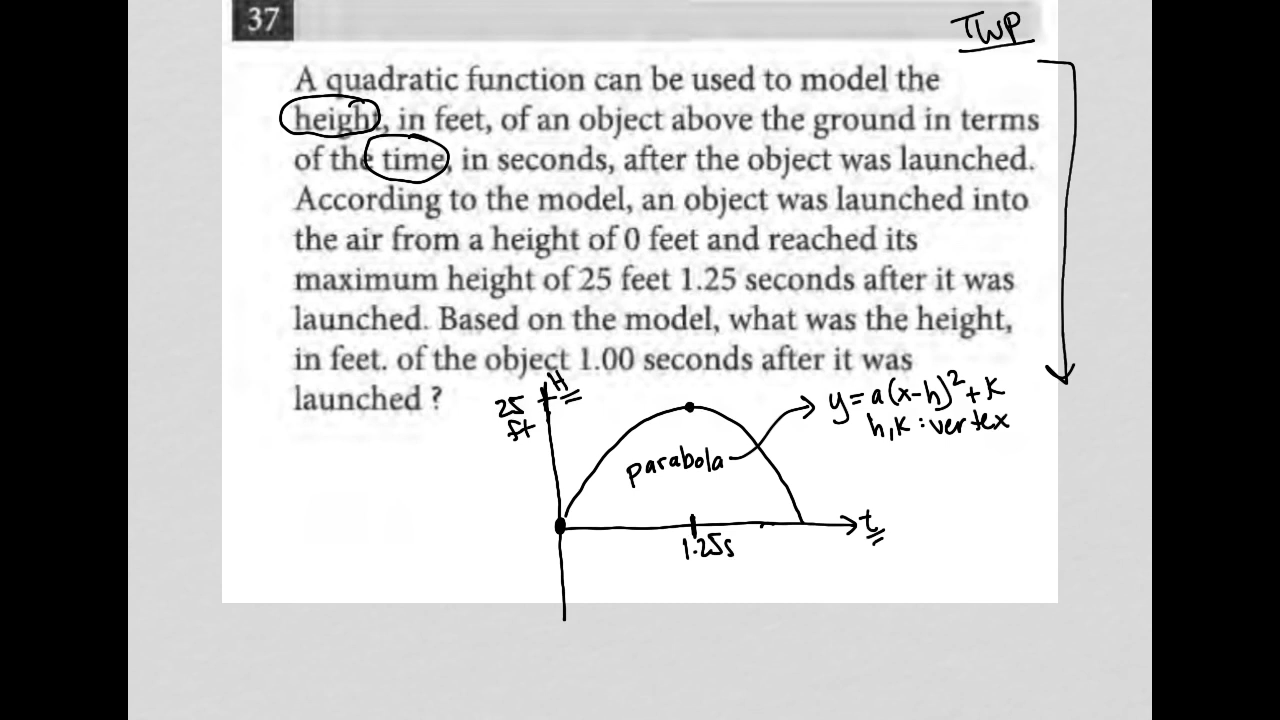 37
TWP
A quadratic function can be used to model the
height, in feet, of an object above the ground in terms
of the time, in seconds, after the object was launched.
According to the model, an object was launched into
the air from a height of 0 feet and reached its
maximum height of 25 feet 1.25 seconds after it was
launched. Based on the model, what was the height,
in feet. of the object 1.00 seconds after it was
launched ?
H
25
ft
y = a(x-h)² + k
h,k : vertex
parabola
t
1.25s